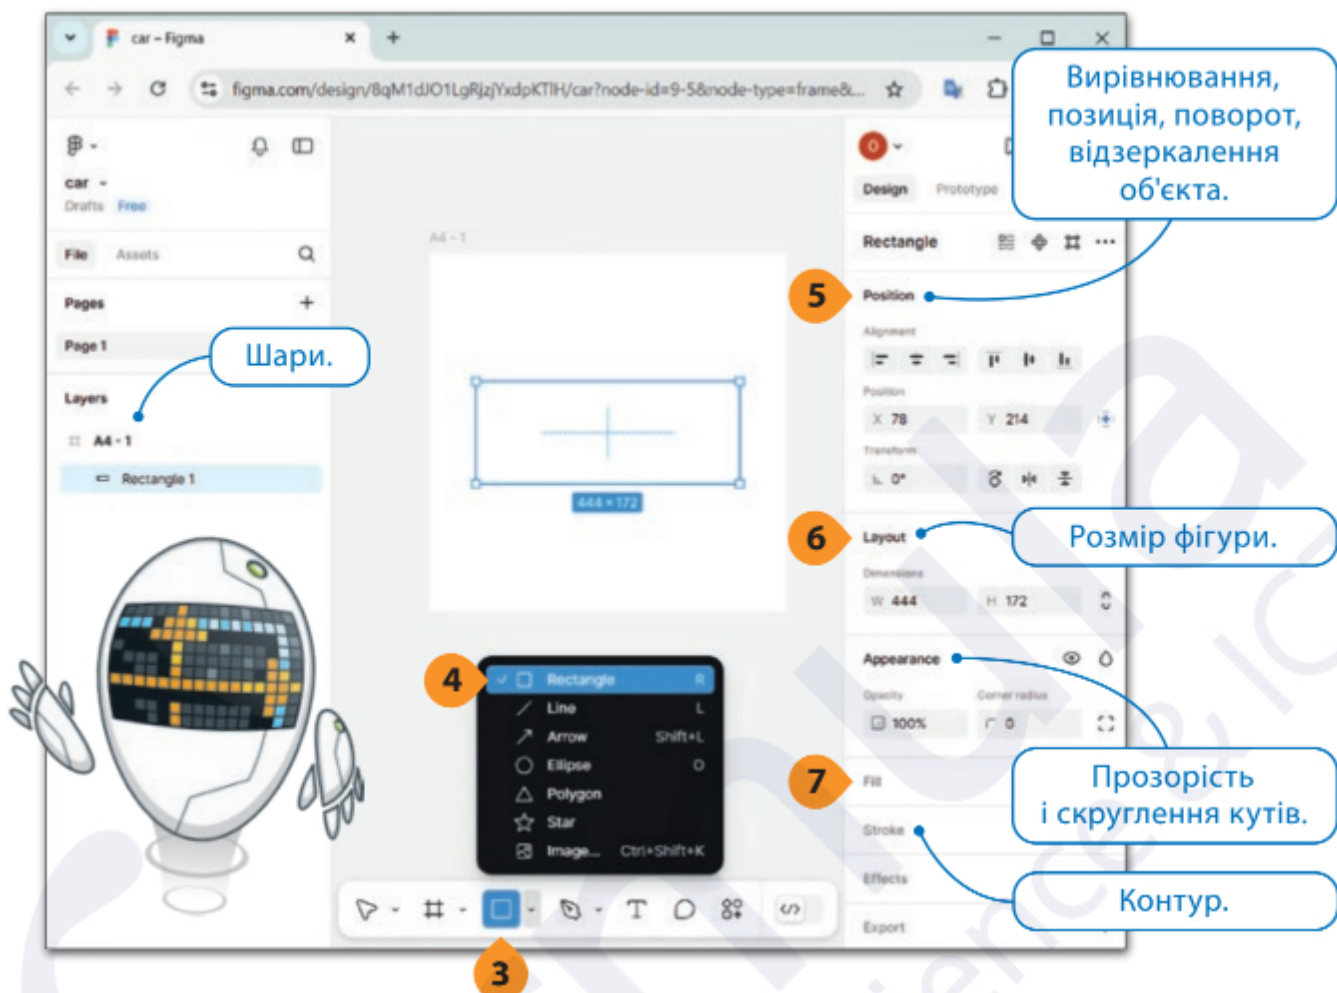 car – Figma
figma.com/design/8qM1dJO1LgRjzjYxdpKTlH/car?node-id=9-5&node-type=frame&...
Вирівнювання,
позиція, поворот,
відзеркалення
об'єкта.
car
Drafts Free
File Assets
Pages
Page 1
Шари.
Layers
A4 - 1
Rectangle 1
A4 - 1
444 × 172
4
Rectangle R
Line L
Arrow Shift+L
Ellipse O
Polygon
Star
Image... Ctrl+Shift+K
T
3
O
Design Prototype
Rectangle
5
Position
Alignment
Position
X 78 Y 214
Transform
0°
6
Layout
Розмір фігури.
Dimensions
W 444 H 172
Appearance
Opacity Corner radius
100% 0
Прозорість
і скруглення кутів.
7
Fill
Stroke
Контур.
Effects
Export